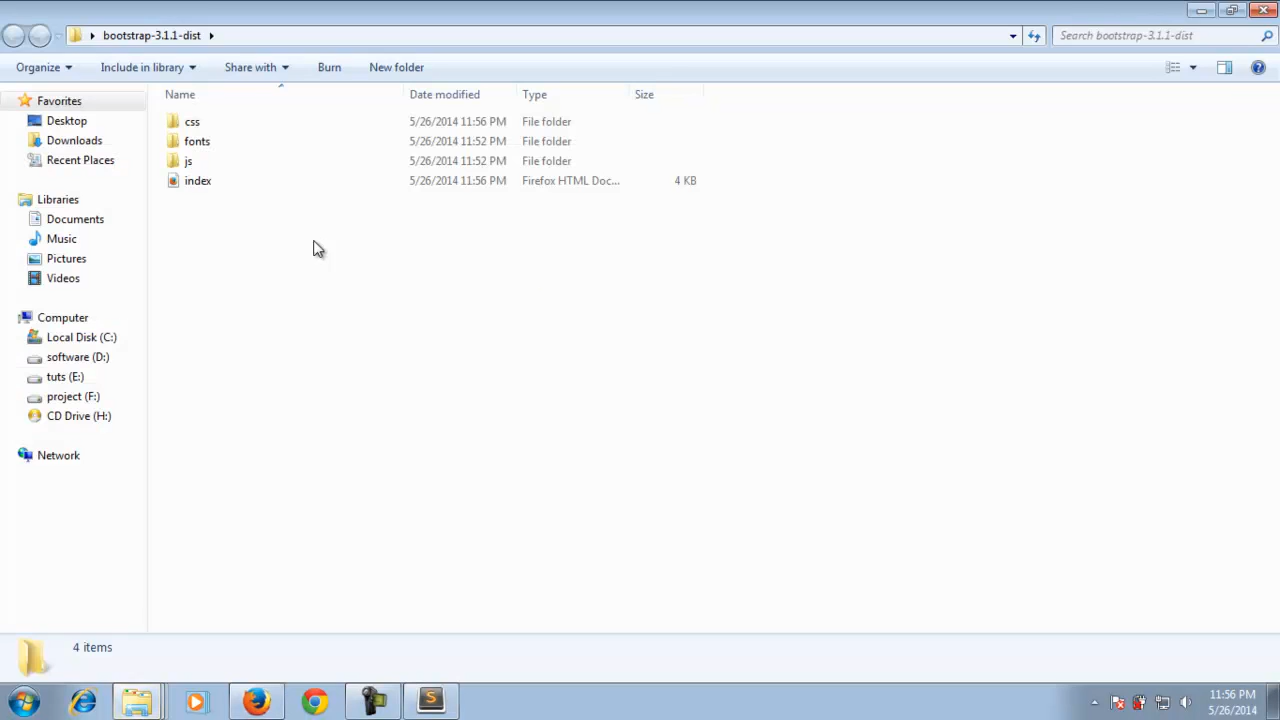 bootstrap-3.1.1-dist
Search bootstrap-3.1.1-dist
Organize Include in library Share with Burn New folder
Name Date modified Type Size
Favorites
Desktop
Downloads
Recent Places
Libraries
Documents
Music
Pictures
Videos
Computer
Local Disk (C:)
software (D:)
tuts (E:)
project (F:)
CD Drive (H:)
Network
css 5/26/2014 11:56 PM File folder
fonts 5/26/2014 11:52 PM File folder
js 5/26/2014 11:52 PM File folder
index 5/26/2014 11:56 PM Firefox HTML Doc... 4 KB
4 items
11:56 PM
5/26/2014